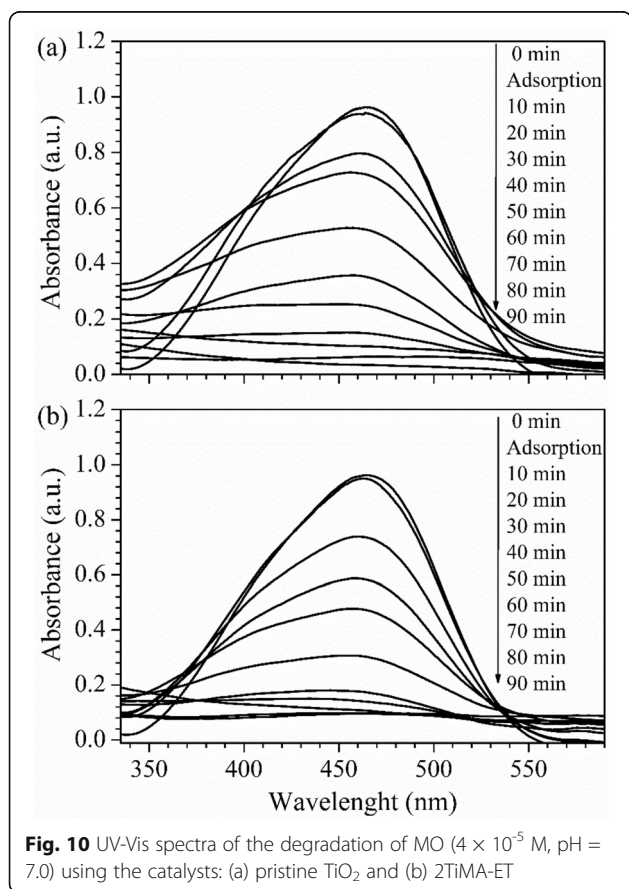 (a)
1.2
1.0
0.8
0.6
0.4
0.2
0.0
Absorbance (a.u.)
0 min
Adsorption
10 min
20 min
30 min
40 min
50 min
60 min
70 min
80 min
90 min
(b)
1.2
1.0
0.8
0.6
0.4
0.2
0.0
Absorbance (a.u.)
0 min
Adsorption
10 min
20 min
30 min
40 min
50 min
60 min
70 min
80 min
90 min
350 400 450 500 550
Wavelenght (nm)
Fig. 10 UV-Vis spectra of the degradation of MO (4 × 10⁻⁵ M, pH =
7.0) using the catalysts: (a) pristine TiO₂ and (b) 2TiMA-ET